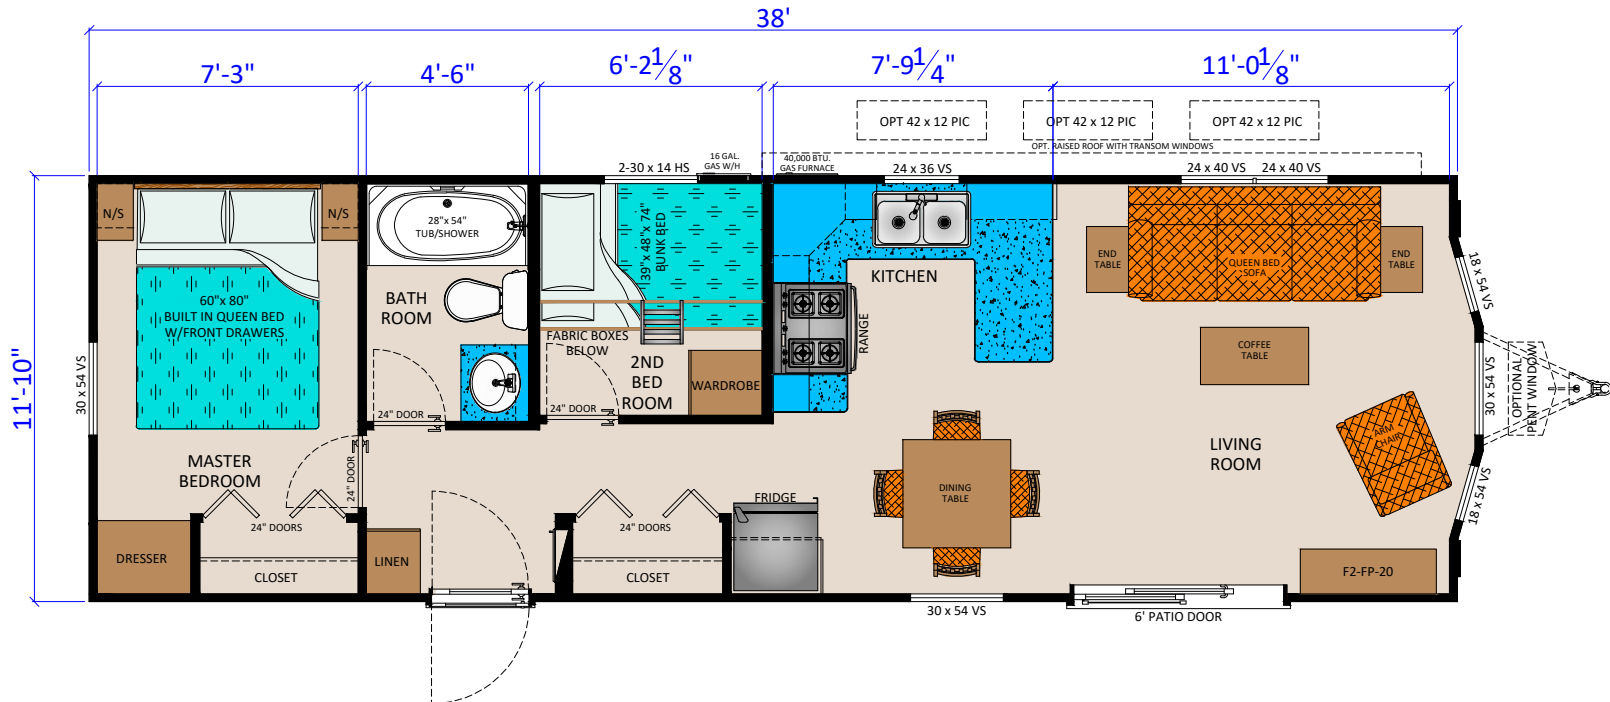 38'
7'-3"
4'-6"
6'-2 1/8"
7'-9 1/4"
11'-0 1/8"
OPT 42 x 12 PIC
OPT 42 x 12 PIC
OPT 42 x 12 PIC
OPT. RAISED ROOF WITH TRANSOM WINDOWS
2-30 x 14 HS
16 GAL.
GAS W/H
40,000 BTU.
GAS FURNACE
24 x 36 VS
24 x 40 VS
24 x 40 VS
11'-10"
30 x 54 VS
N/S
N/S
60"x 80"
BUILT IN QUEEN BED
W/FRONT DRAWERS
MASTER
BEDROOM
24" DOOR
24" DOORS
DRESSER
CLOSET
28"x 54"
TUB/SHOWER
BATH
ROOM
24" DOOR
LINEN
39"x 48"x 74"
BUNK BED
FABRIC BOXES
BELOW
2ND
BED
ROOM
WARDROBE
24" DOOR
24" DOORS
CLOSET
FRIDGE
KITCHEN
RANGE
DINING
TABLE
30 x 54 VS
END
TABLE
QUEEN BED
SOFA
END
TABLE
COFFEE
TABLE
LIVING
ROOM
ARM
CHAIR
F2-FP-20
6' PATIO DOOR
18 x 54 VS
30 x 54 VS
18 x 54 VS
OPTIONAL
PENT WINDOW